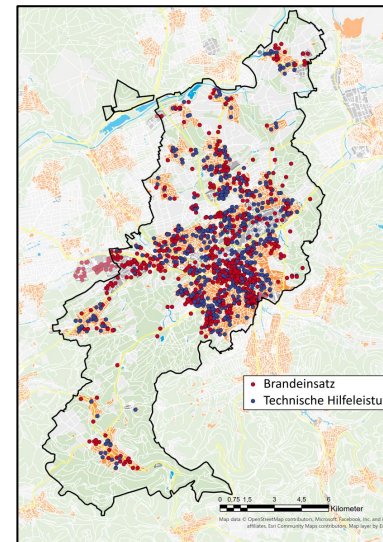 Brandeinsatz
Technische Hilfeleistu
0 0,75 1,5 3 4,5 6
Kilometer
Map data © OpenStreetMap contributors, Microsoft, Facebook, Inc. and
affiliates, Esri Community Maps contributors, Map layer by E